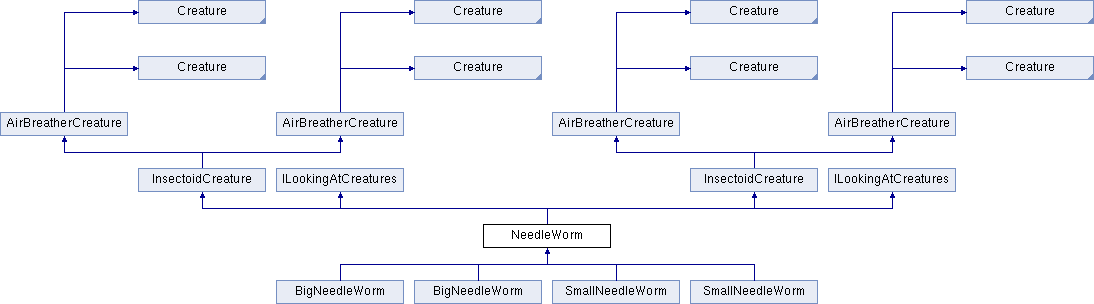 Creature
Creature
Creature
Creature
Creature
Creature
Creature
Creature
AirBreatherCreature
AirBreatherCreature
AirBreatherCreature
AirBreatherCreature
InsectoidCreature
ILookingAtCreatures
InsectoidCreature
ILookingAtCreatures
NeedleWorm
BigNeedleWorm
BigNeedleWorm
SmallNeedleWorm
SmallNeedleWorm